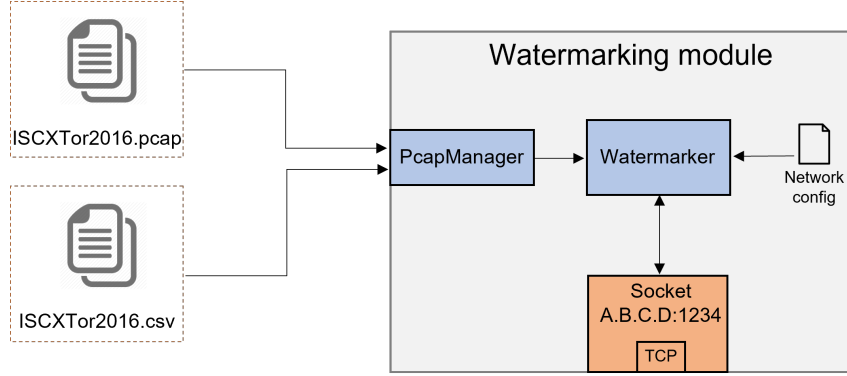 Watermarking module
ISCXTor2016.pcap
PcapManager
Watermarker
Network
config
Socket
A.B.C.D:1234
TCP
ISCXTor2016.csv